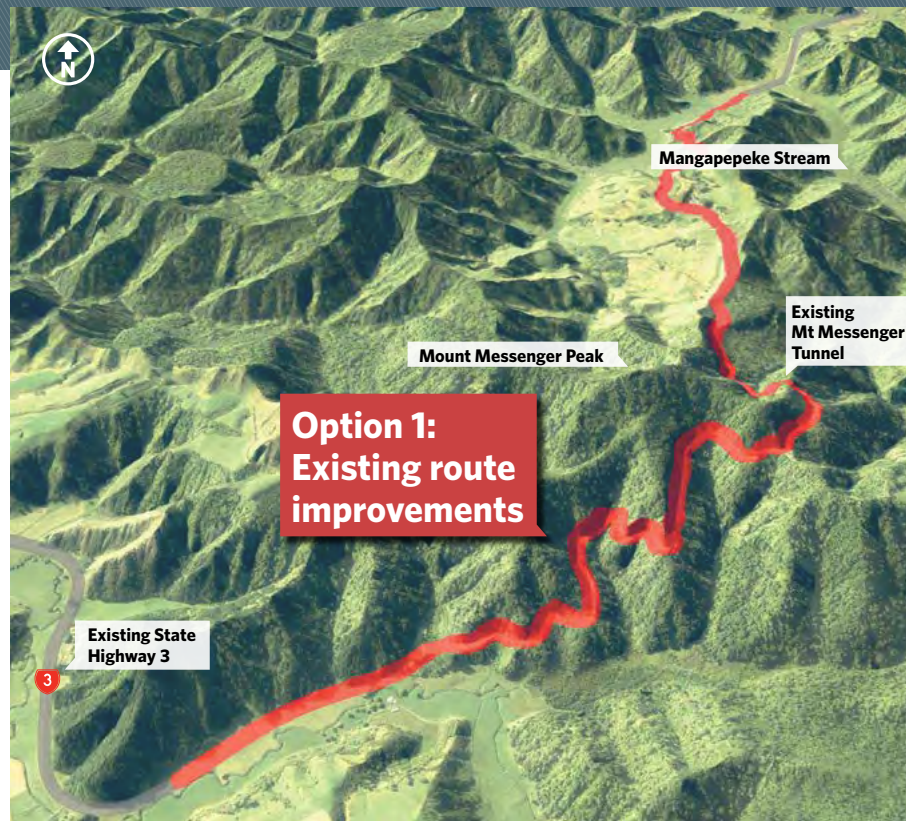 N
Mangapepeke Stream
Existing
Mt Messenger
Tunnel
Mount Messenger Peak
Option 1:
Existing route
improvements
Existing State
Highway 3
3